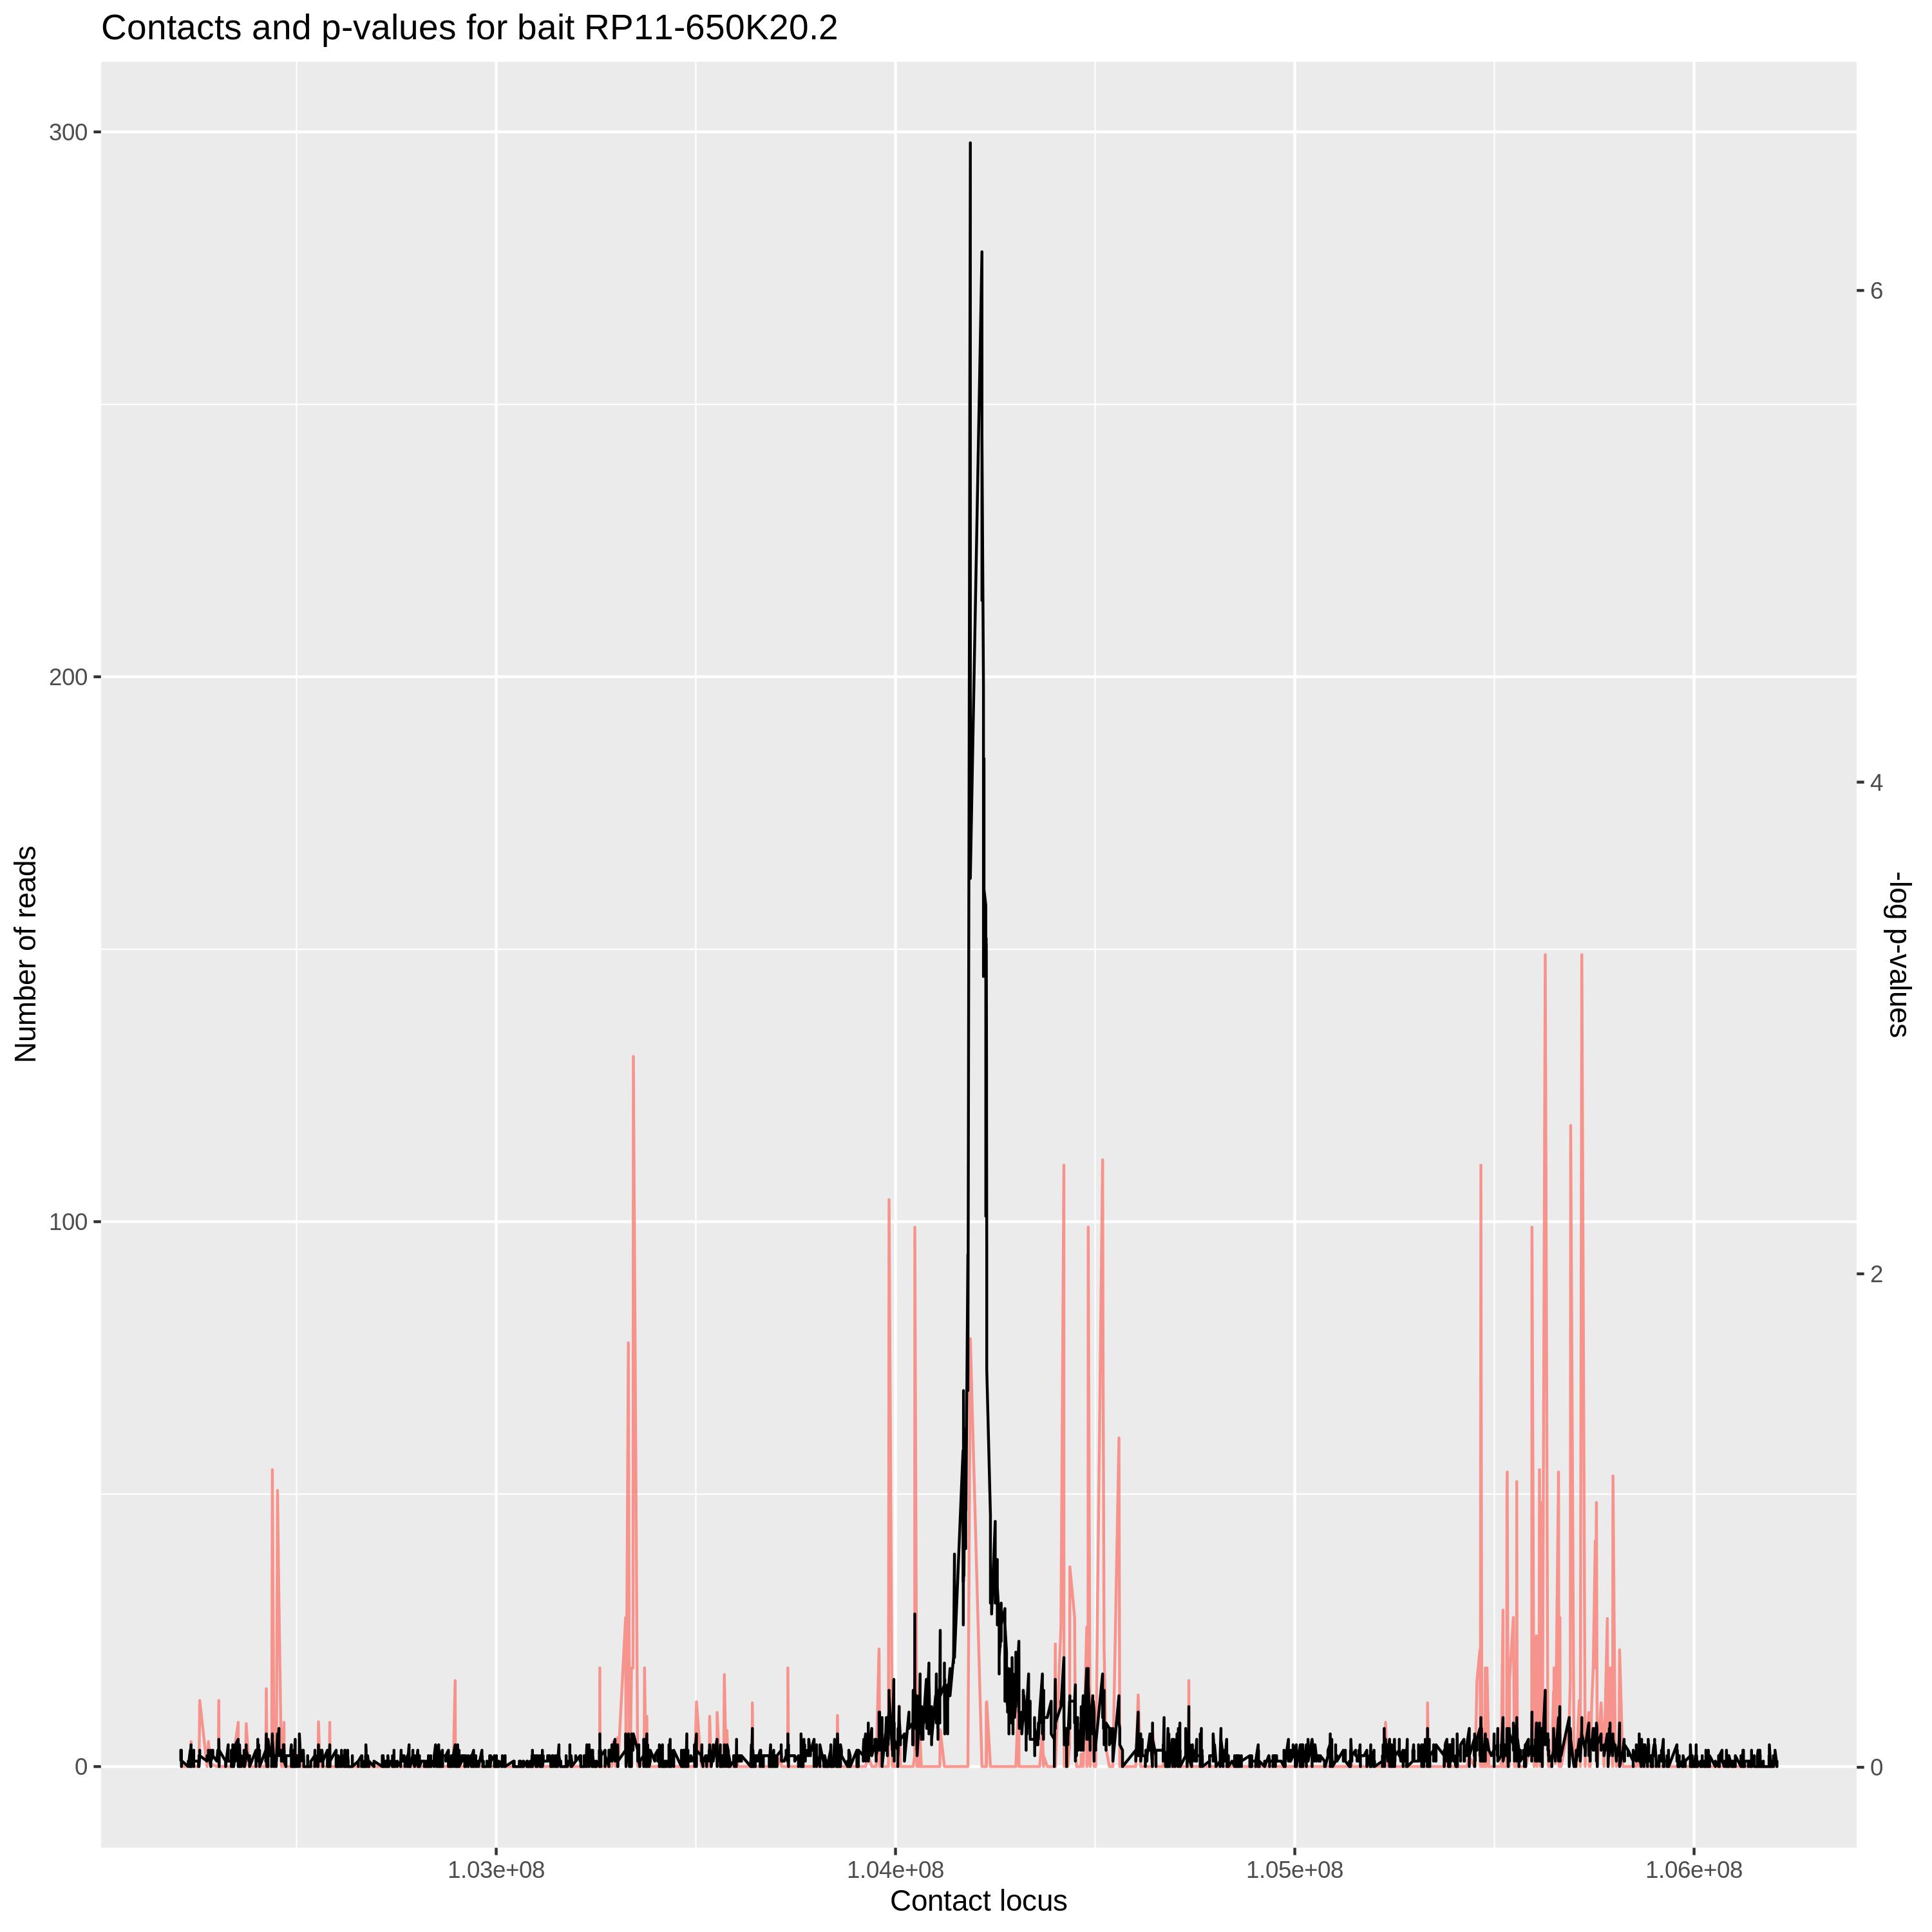 Contacts and p-values for bait RP11-650K20.2
300
200
100
0
Number of reads
6
4
2
0
-log p-values
1.03e+08 1.04e+08 1.05e+08 1.06e+08
Contact locus